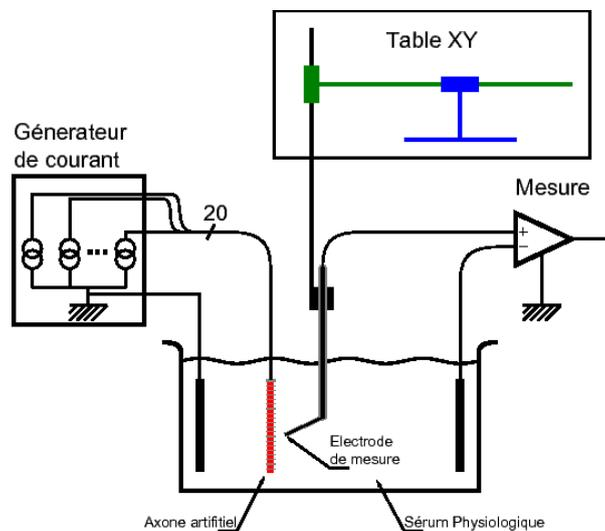 Table XY
Génerateur
de courant
20
Mesure
+
−
Electrode
de mesure
Axone artifitiel
Sérum Physiologique